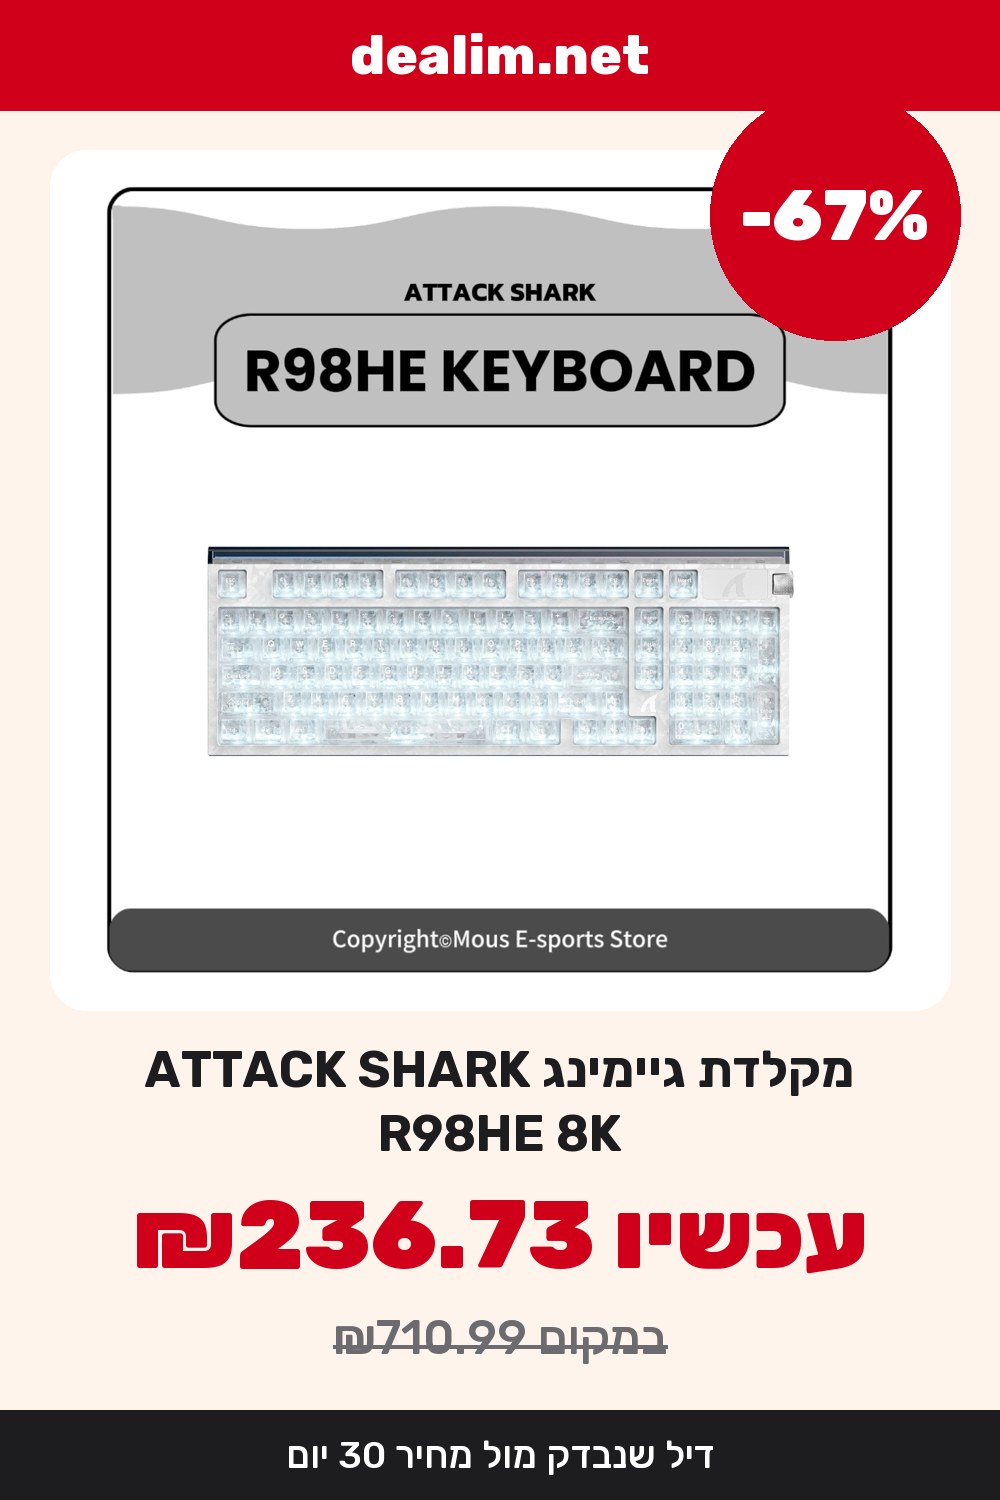 dealim.net
-67%
ATTACK SHARK
R98HE KEYBOARD
Copyright©Mous E-sports Store
מקלדת גיימינג ATTACK SHARK
R98HE 8K
עכשיו ₪236.73
במקום ₪710.99
דיל שנבדק מול מחיר 30 יום